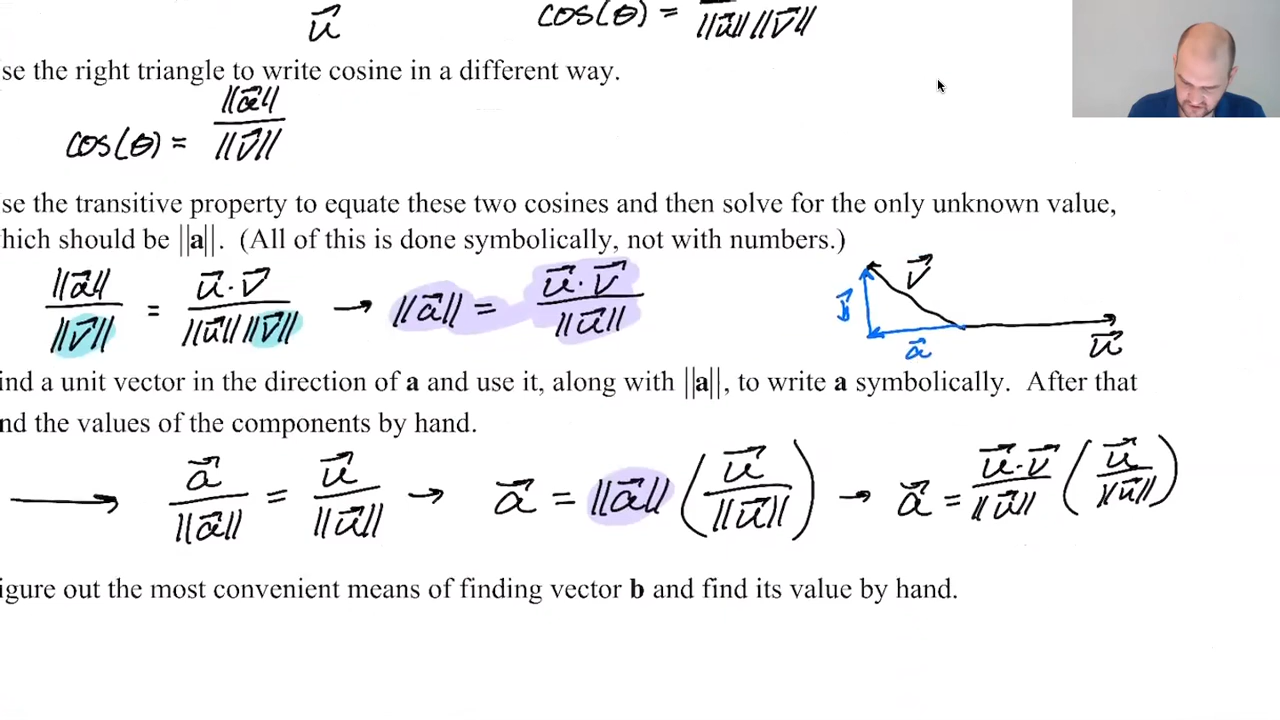 u⃗ cos(θ) = ‖u⃗‖ ‖v⃗‖
se the right triangle to write cosine in a different way.
cos(θ) = ‖a⃗‖ / ‖v⃗‖
se the transitive property to equate these two cosines and then solve for the only unknown value,
hich should be ||a||. (All of this is done symbolically, not with numbers.)
‖a⃗‖ / ‖v⃗‖ = u⃗·v⃗ / ‖u⃗‖ ‖v⃗‖ → ‖a⃗‖ = u⃗·v⃗ / ‖u⃗‖
v⃗
b⃗
a⃗ u⃗
ind a unit vector in the direction of a and use it, along with ||a||, to write a symbolically. After that
nd the values of the components by hand.
→ a⃗ / ‖a⃗‖ = u⃗ / ‖u⃗‖ → a⃗ = ‖a⃗‖ (u⃗ / ‖u⃗‖) → a⃗ = u⃗·v⃗ / ‖u⃗‖ (u⃗ / ‖u⃗‖)
igure out the most convenient means of finding vector b and find its value by hand.